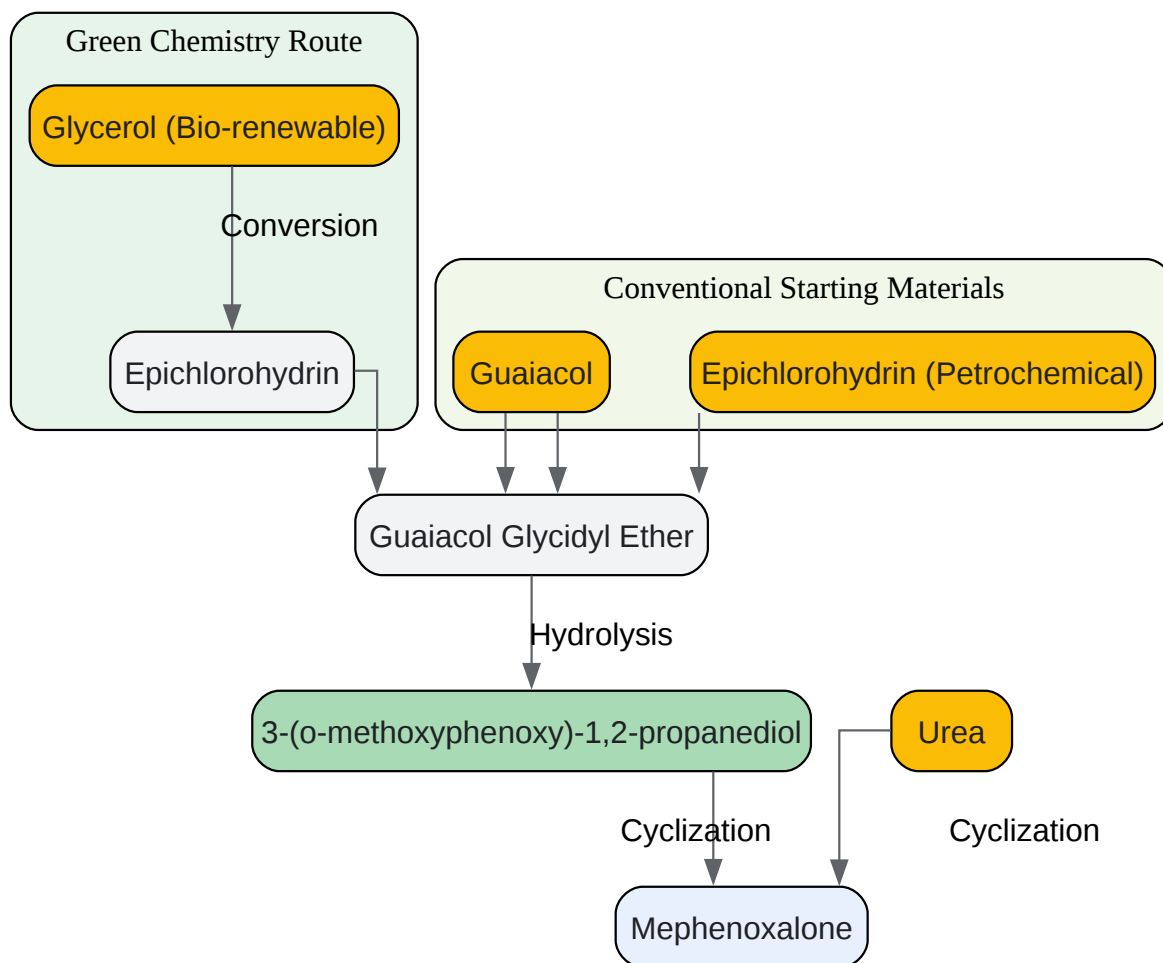 Green Chemistry Route
Glycerol (Bio-renewable)
Conversion
Epichlorohydrin
Conventional Starting Materials
Guaiacol
Epichlorohydrin (Petrochemical)
Guaiacol Glycidyl Ether
Hydrolysis
3-(o-methoxyphenoxy)-1,2-propanediol
Urea
Cyclization
Cyclization
Mephenoxalone